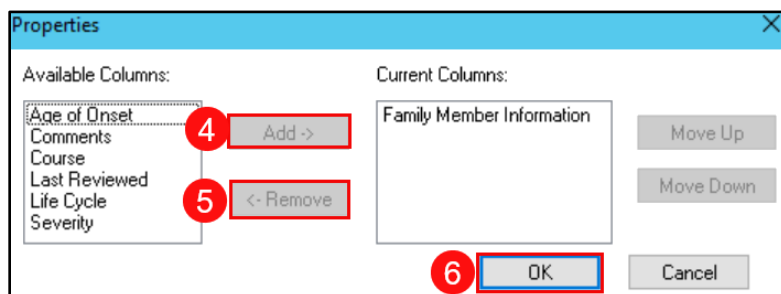 Properties
Available Columns:
Current Columns:
Age of Onset
Comments
Course
Last Reviewed
Life Cycle
Severity
4
Add ->
5
<- Remove
Family Member Information
Move Up
Move Down
6
OK
Cancel